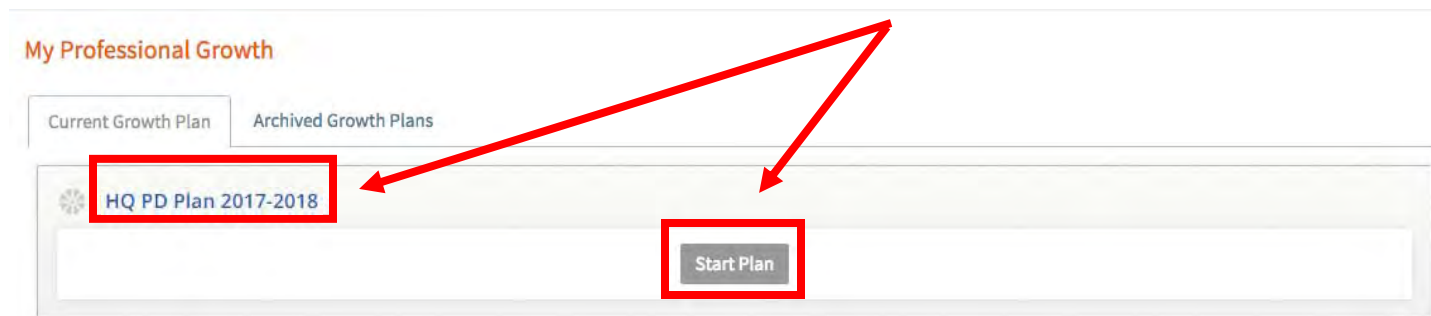 My Professional Growth
Current Growth Plan Archived Growth Plans
HQ PD Plan 2017-2018
Start Plan